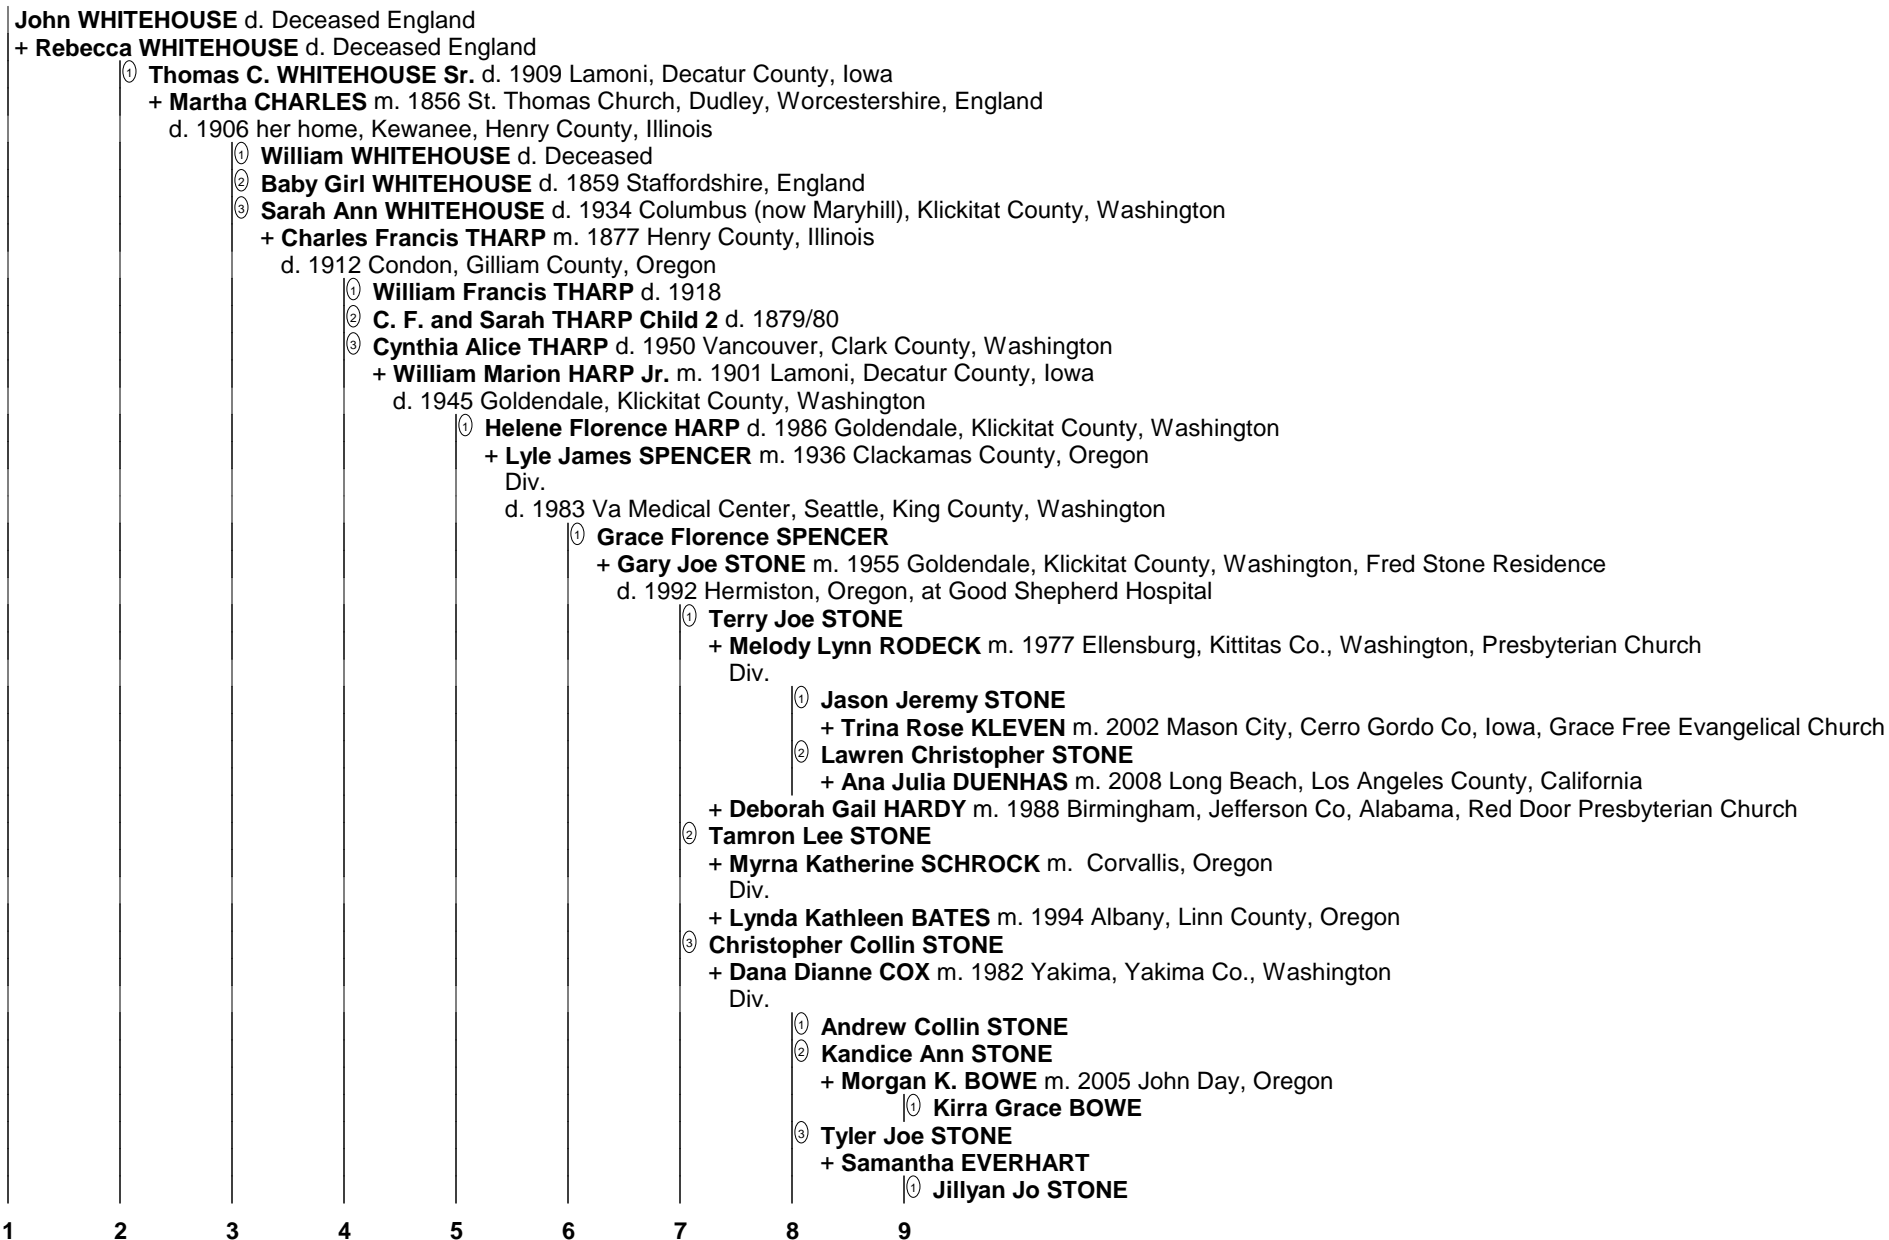 John WHITEHOUSE d. Deceased England
+ Rebecca WHITEHOUSE d. Deceased England
① Thomas C. WHITEHOUSE Sr. d. 1909 Lamoni, Decatur County, Iowa
+ Martha CHARLES m. 1856 St. Thomas Church, Dudley, Worcestershire, England
d. 1906 her home, Kewanee, Henry County, Illinois
① William WHITEHOUSE d. Deceased
② Baby Girl WHITEHOUSE d. 1859 Staffordshire, England
③ Sarah Ann WHITEHOUSE d. 1934 Columbus (now Maryhill), Klickitat County, Washington
+ Charles Francis THARP m. 1877 Henry County, Illinois
d. 1912 Condon, Gilliam County, Oregon
① William Francis THARP d. 1918
② C. F. and Sarah THARP Child 2 d. 1879/80
③ Cynthia Alice THARP d. 1950 Vancouver, Clark County, Washington
+ William Marion HARP Jr. m. 1901 Lamoni, Decatur County, Iowa
d. 1945 Goldendale, Klickitat County, Washington
① Helene Florence HARP d. 1986 Goldendale, Klickitat County, Washington
+ Lyle James SPENCER m. 1936 Clackamas County, Oregon
Div.
d. 1983 Va Medical Center, Seattle, King County, Washington
① Grace Florence SPENCER
+ Gary Joe STONE m. 1955 Goldendale, Klickitat County, Washington, Fred Stone Residence
d. 1992 Hermiston, Oregon, at Good Shepherd Hospital
① Terry Joe STONE
+ Melody Lynn RODECK m. 1977 Ellensburg, Kittitas Co., Washington, Presbyterian Church
Div.
① Jason Jeremy STONE
+ Trina Rose KLEVEN m. 2002 Mason City, Cerro Gordo Co, Iowa, Grace Free Evangelical Church
② Lawren Christopher STONE
+ Ana Julia DUENHAS m. 2008 Long Beach, Los Angeles County, California
+ Deborah Gail HARDY m. 1988 Birmingham, Jefferson Co, Alabama, Red Door Presbyterian Church
② Tamron Lee STONE
+ Myrna Katherine SCHROCK m. Corvallis, Oregon
Div.
+ Lynda Kathleen BATES m. 1994 Albany, Linn County, Oregon
③ Christopher Collin STONE
+ Dana Dianne COX m. 1982 Yakima, Yakima Co., Washington
Div.
① Andrew Collin STONE
② Kandice Ann STONE
+ Morgan K. BOWE m. 2005 John Day, Oregon
① Kirra Grace BOWE
③ Tyler Joe STONE
+ Samantha EVERHART
① Jillyan Jo STONE
1 2 3 4 5 6 7 8 9